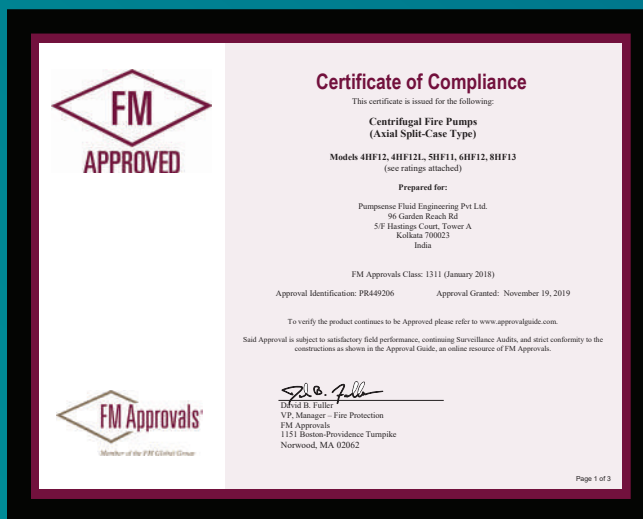 FM
APPROVED
Certificate of Compliance
This certificate is issued for the following:
Centrifugal Fire Pumps
(Axial Split-Case Type)
Models 4HF12, 4HF12L, 5HF11, 6HF12, 8HF13
(see ratings attached)
Prepared for:
Pumpsense Fluid Engineering Pvt Ltd.
96 Garden Reach Rd
5/F Hastings Court, Tower A
Kolkata 700023
India
FM Approvals Class: 1311 (January 2018)
Approval Identification: PR449206 Approval Granted: November 19, 2019
To verify the product continues to be Approved please refer to www.approvalguide.com.
Said Approval is subject to satisfactory field performance, continuing Surveillance Audits, and strict conformity to the
constructions as shown in the Approval Guide, an online resource of FM Approvals.
David B. Fuller
VP, Manager – Fire Protection
FM Approvals
1151 Boston-Providence Turnpike
Norwood, MA 02062
FM Approvals
Member of the FM Global Group
Page 1 of 3